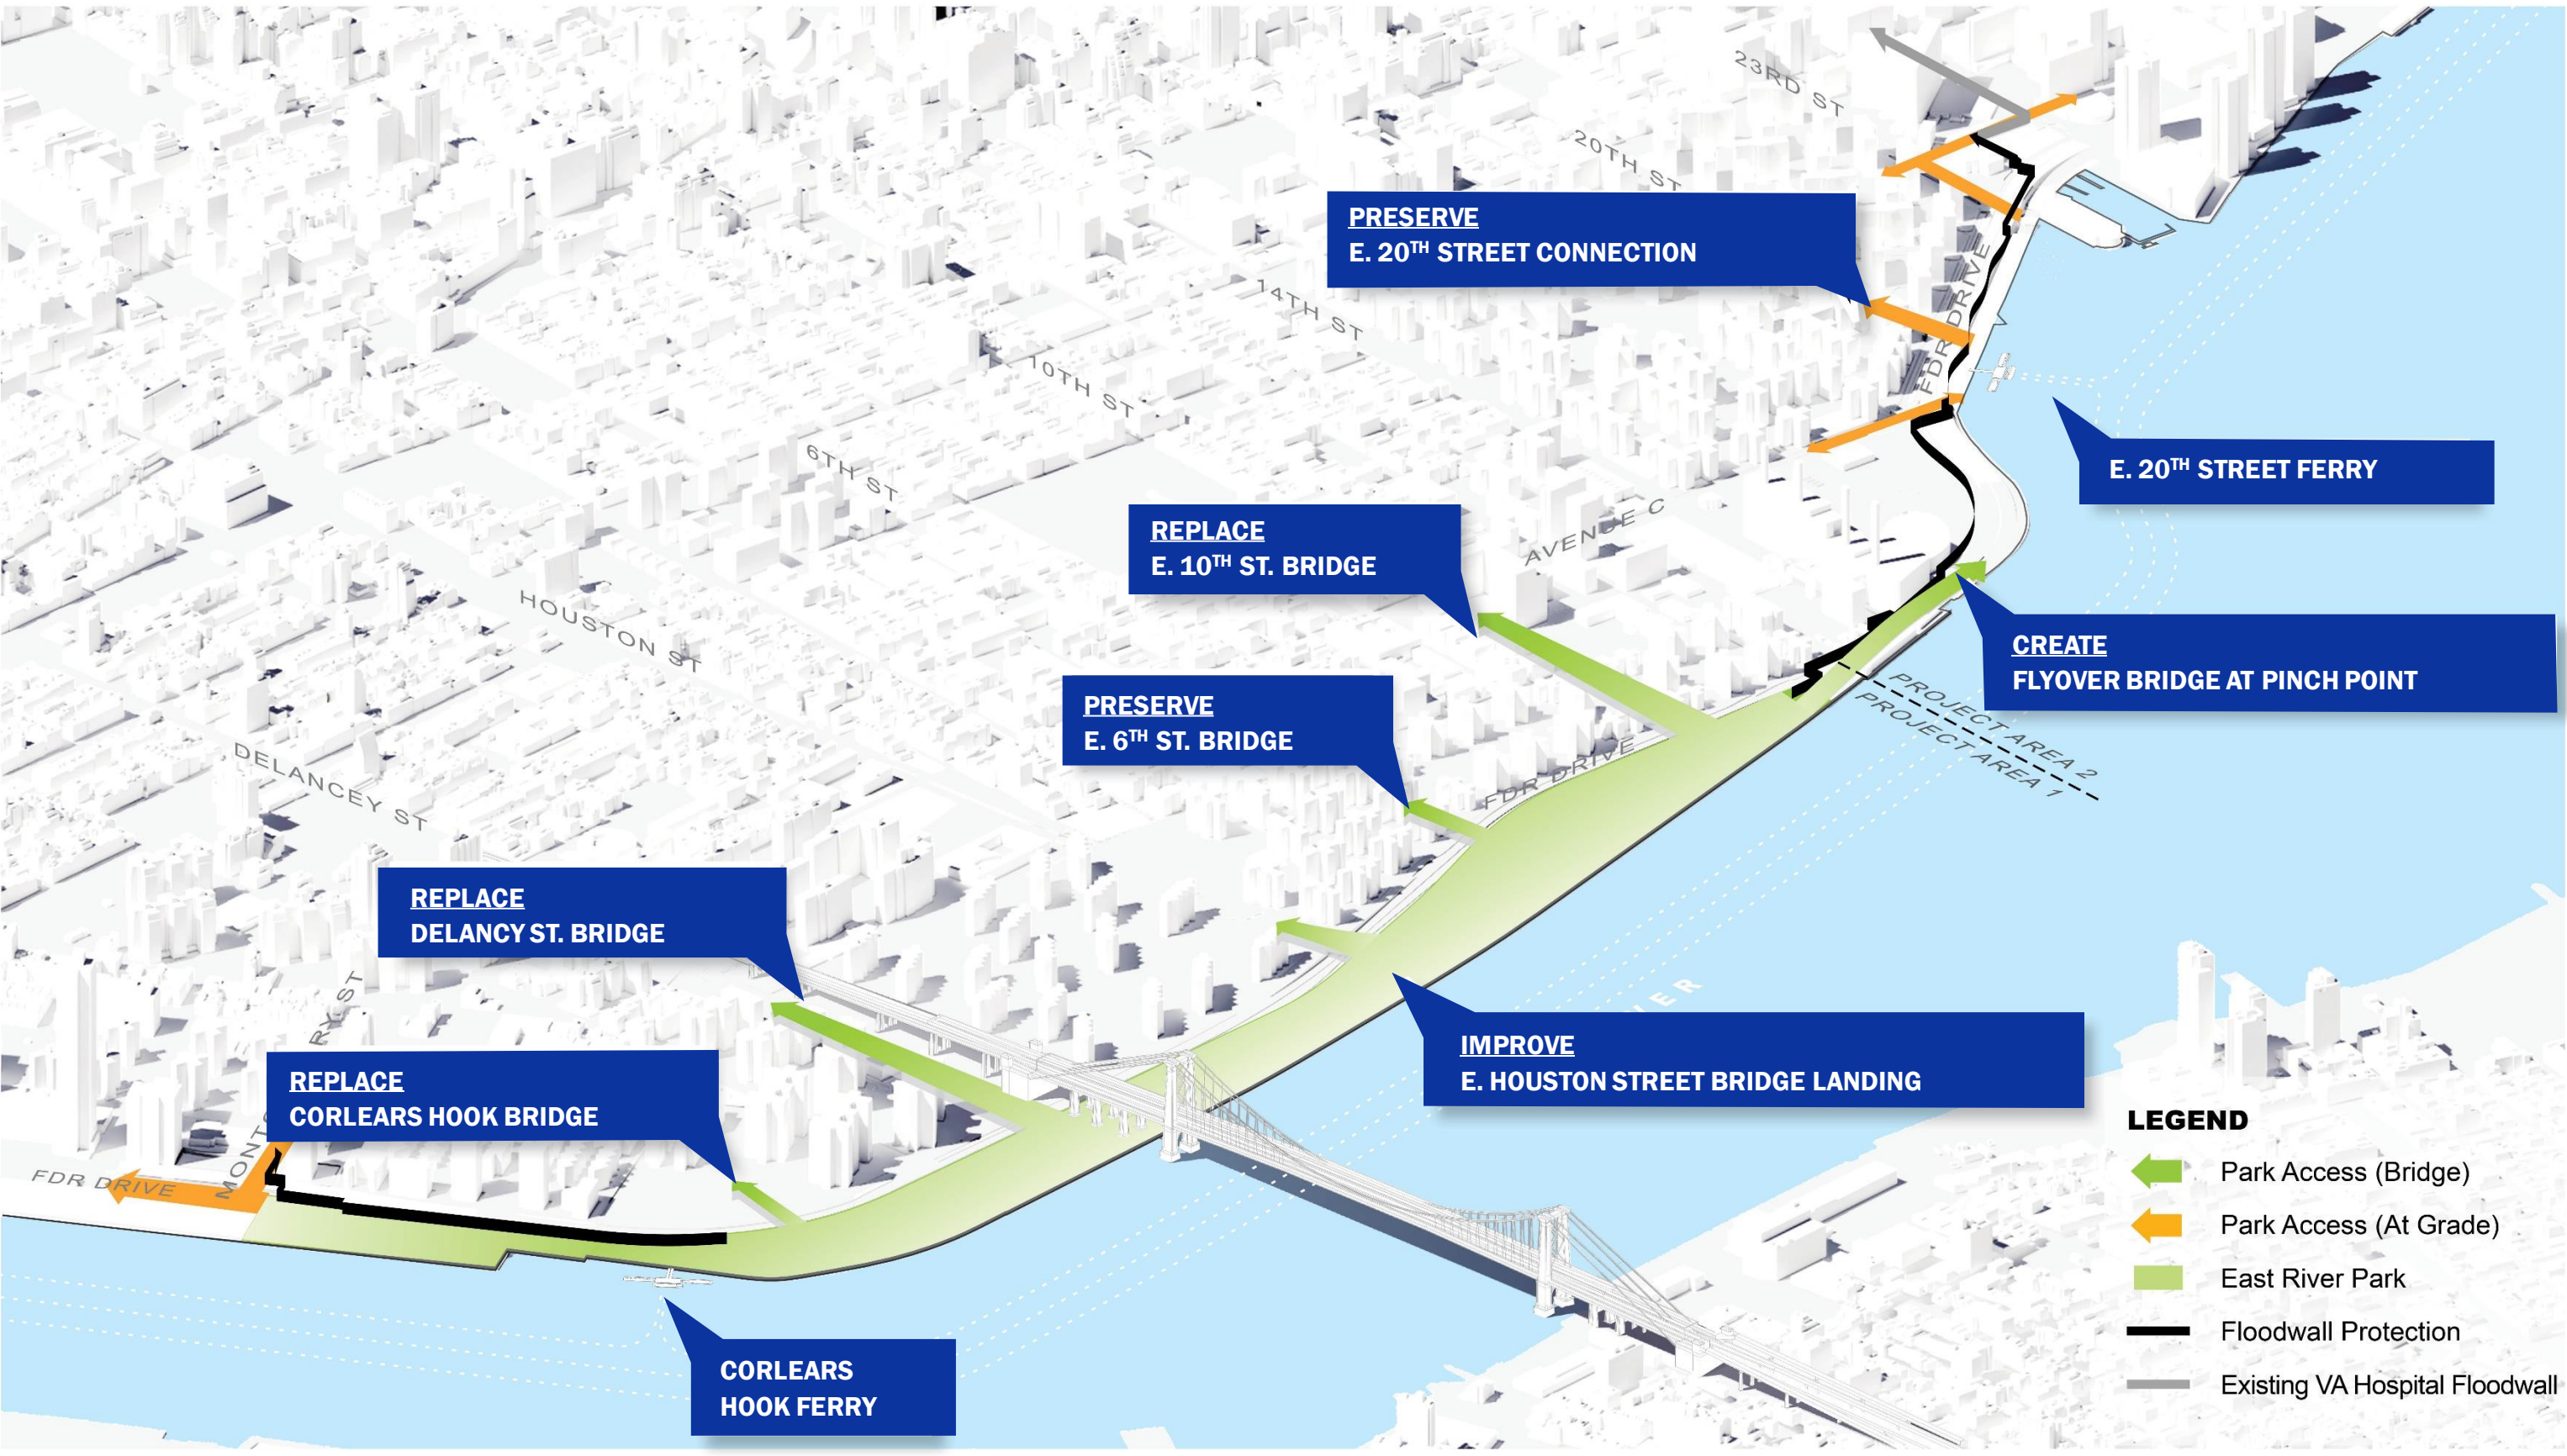 23RD ST
20TH ST
PRESERVE
E. 20TH STREET CONNECTION
14TH ST
FDR DRIVE
10TH ST
6TH ST
E. 20TH STREET FERRY
REPLACE
E. 10TH ST. BRIDGE
AVENUE C
HOUSTON ST
CREATE
FLYOVER BRIDGE AT PINCH POINT
PROJECT AREA 2
PROJECT AREA 1
PRESERVE
E. 6TH ST. BRIDGE
FDR DRIVE
DELANCEY ST
REPLACE
DELANCY ST. BRIDGE
IMPROVE
E. HOUSTON STREET BRIDGE LANDING
REPLACE
CORLEARS HOOK BRIDGE
FDR DRIVE
CORLEARS
HOOK FERRY
LEGEND
Park Access (Bridge)
Park Access (At Grade)
East River Park
Floodwall Protection
Existing VA Hospital Floodwall